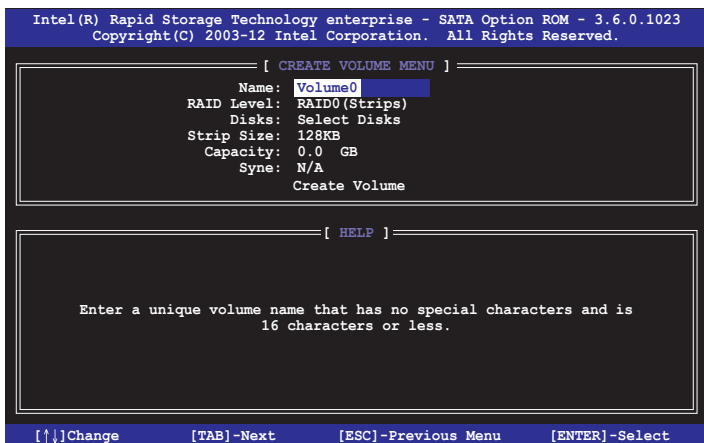 Intel(R) Rapid Storage Technology enterprise - SATA Option ROM - 3.6.0.1023
Copyright(C) 2003-12 Intel Corporation. All Rights Reserved.
[ CREATE VOLUME MENU ]
Name: Volume0
RAID Level: RAID0(Strips)
Disks: Select Disks
Strip Size: 128KB
Capacity: 0.0 GB
Syne: N/A
Create Volume
[ HELP ]
Enter a unique volume name that has no special characters and is
16 characters or less.
[↑↓]Change [TAB]-Next [ESC]-Previous Menu [ENTER]-Select